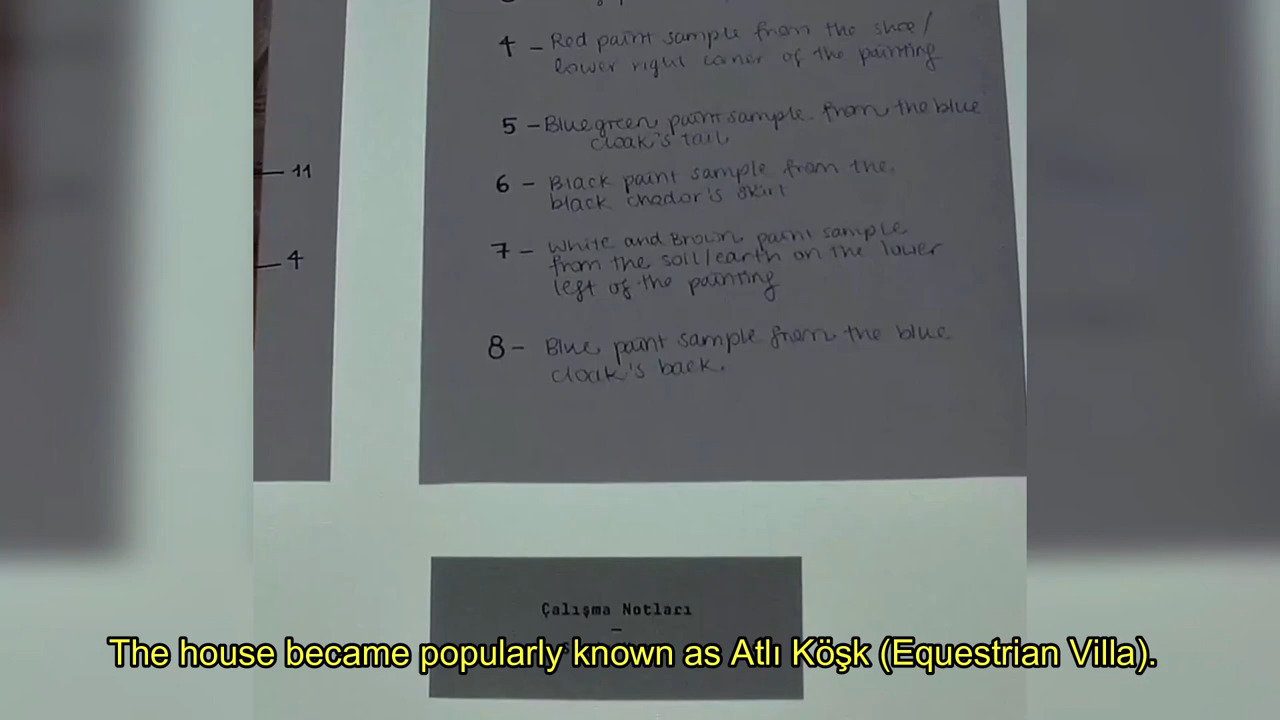 11
4
4 - Red paint sample from the shoe/
lower right corner of the painting
5 - Bluegreen paint sample from the blue
cloak's tail
6 - Black paint sample from the
black chador's skirt
7 - White and Brown paint sample
from the soil/earth on the lower
left of the painting
8 - Blue paint sample from the blue
cloak's back.
Çalışma Notları
—
The house became popularly known as Atlı Köşk (Equestrian Villa).